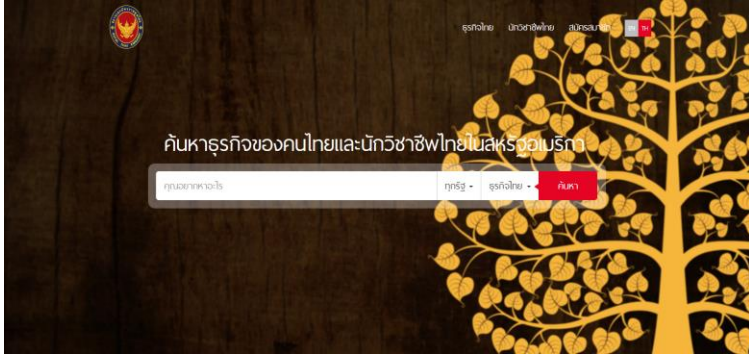 ธุรกิจไทย นักวิชาชีพไทย สมัครสมาชิก EN TH
ค้นหาธุรกิจของคนไทยและนักวิชาชีพไทยในสหรัฐอเมริกา
คุณอยากหาอะไร ทุกรัฐ ธุรกิจไทย ค้นหา